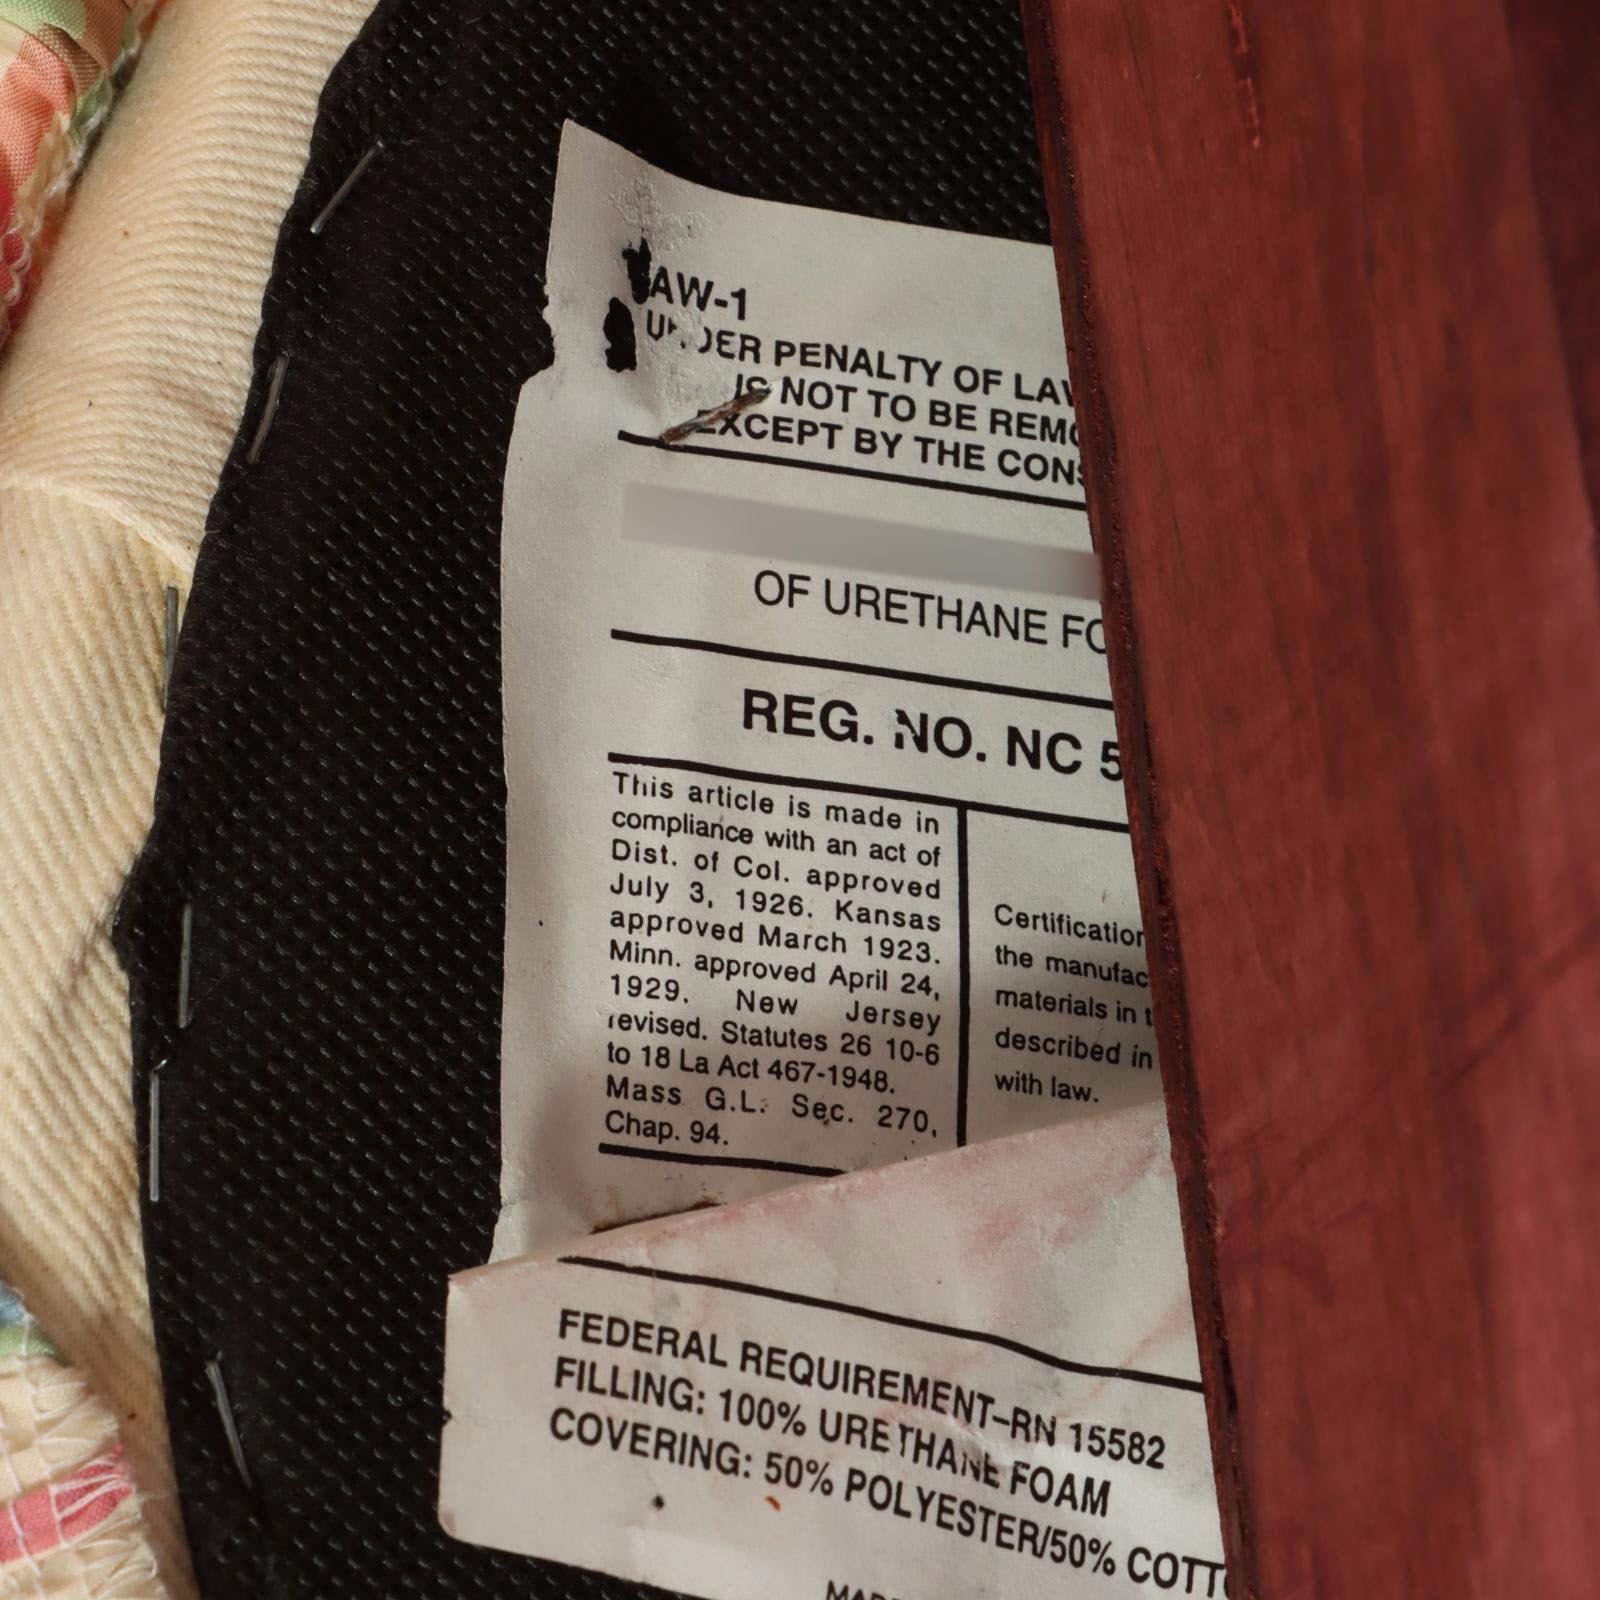 AW-1
UNDER PENALTY OF LAW
IS NOT TO BE REMO
EXCEPT BY THE CONS
OF URETHANE FO
REG. NO. NC 5
This article is made in
compliance with an act of
Dist. of Col. approved
July 3, 1926. Kansas
approved March 1923.
Minn. approved April 24,
1929. New Jersey
revised. Statutes 26 10-6
to 18 La Act 467-1948.
Mass G.L. Sec. 270,
Chap. 94.
Certification
the manufac
materials in t
described in
with law.
FEDERAL REQUIREMENT–RN 15582
FILLING: 100% URETHANE FOAM
COVERING: 50% POLYESTER/50% COTT
MADE